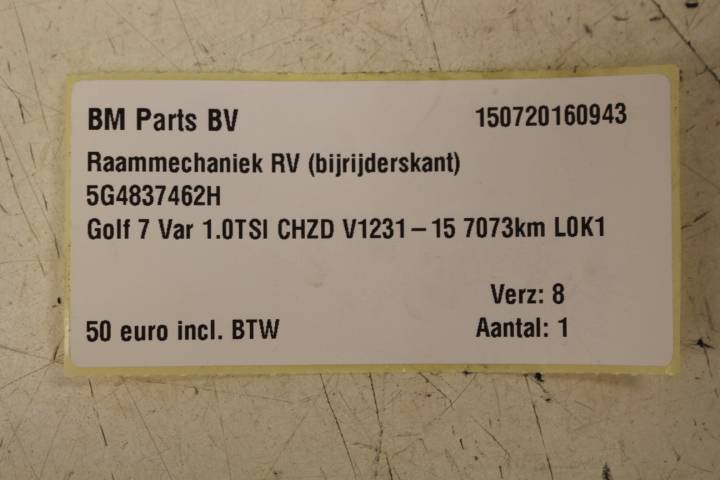 BM Parts BV 150720160943
Raammechaniek RV (bijrijderskant)
5G4837462H
Golf 7 Var 1.0TSI CHZD V1231-15 7073km L0K1
Verz: 8
50 euro incl. BTW Aantal: 1